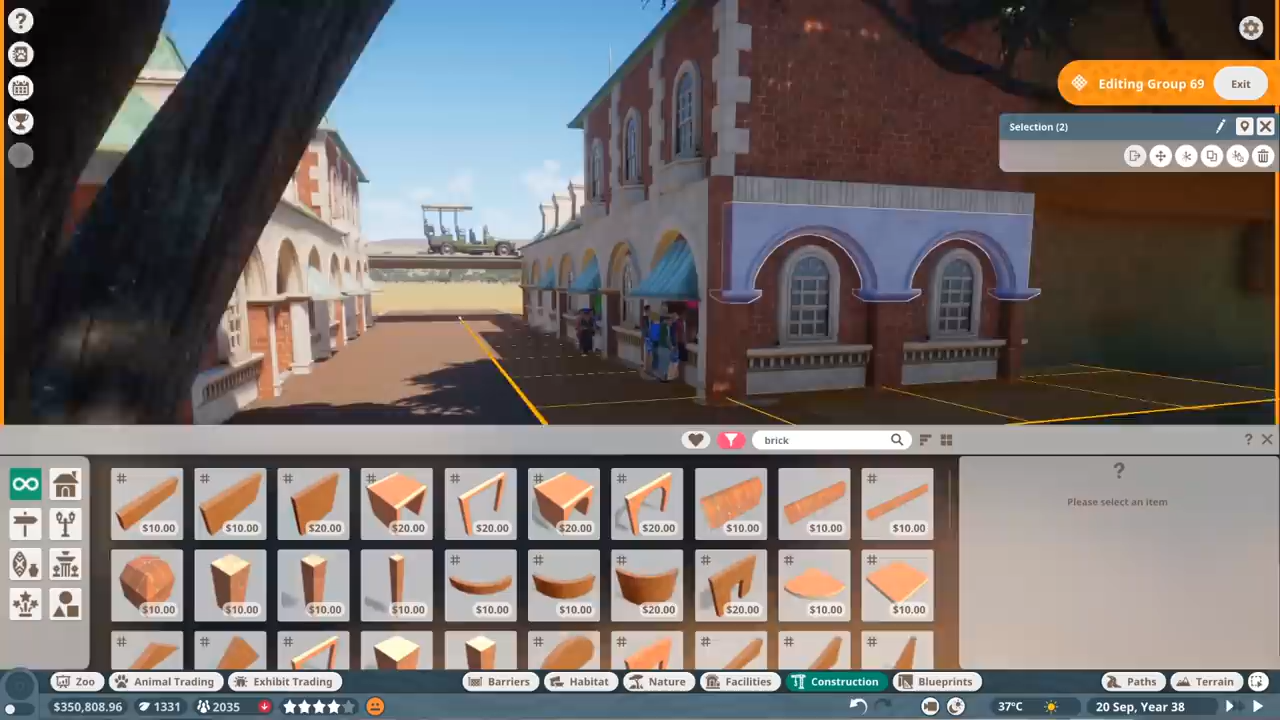 Editing Group 69
Exit
Selection (2)
brick
$10.00 $10.00 $20.00 $20.00 $20.00 $20.00 $20.00 $10.00 $10.00 $10.00
$10.00 $10.00 $10.00 $10.00 $10.00 $10.00 $20.00 $20.00 $10.00 $10.00
?
Please select an item
Zoo Animal Trading Exhibit Trading Barriers Habitat Nature Facilities Construction Blueprints Paths Terrain
$350,808.96 1331 2035 37°C 20 Sep, Year 38